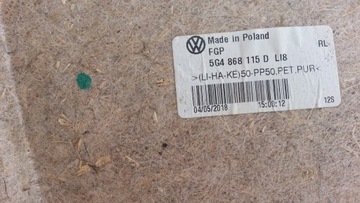 Made in Poland
FGP
RL
5G4 868 115 D LI8
>(LI-HA-KE)50-PP50.PET.PUR<
04/05/2018 15:00:12 12S